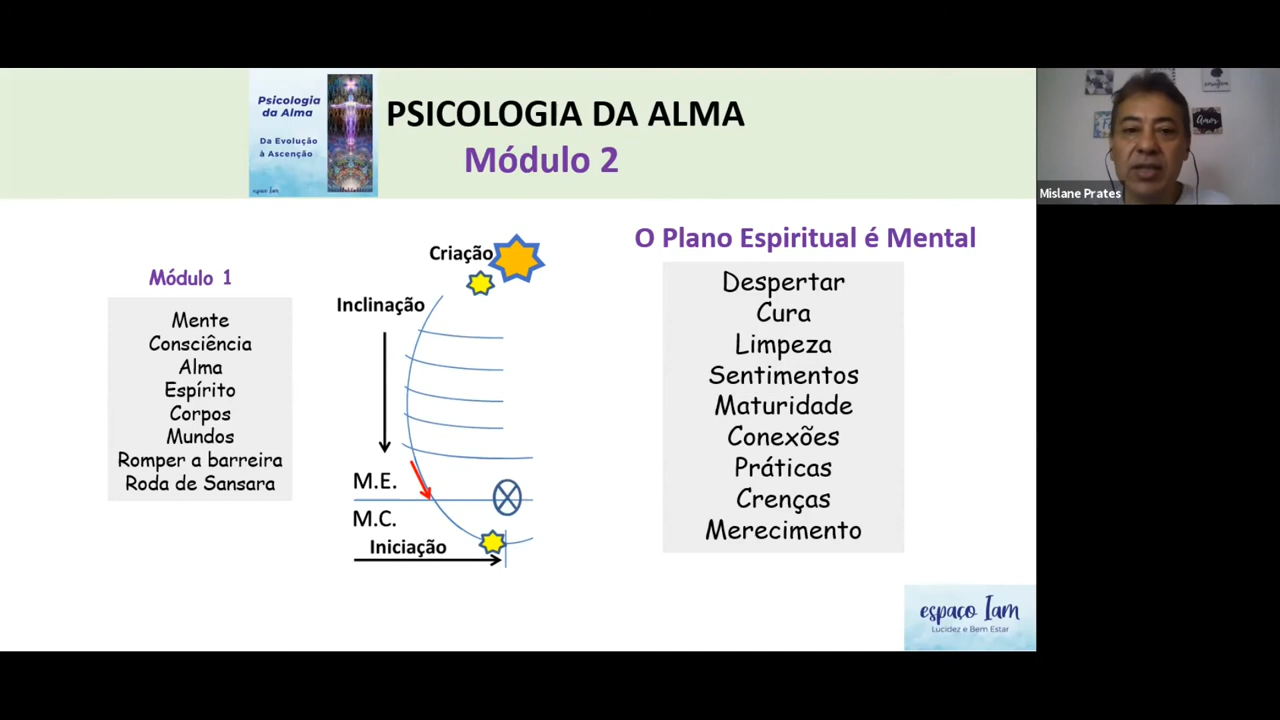 Psicologia
da Alma
Da Evolução
à Ascenção
espaço Iam
PSICOLOGIA DA ALMA
Módulo 2
Mislane Prates
Amor
Módulo 1
Mente
Consciência
Alma
Espírito
Corpos
Mundos
Romper a barreira
Roda de Sansara
Criação
Inclinação
M.E.
M.C.
Iniciação
O Plano Espiritual é Mental
Despertar
Cura
Limpeza
Sentimentos
Maturidade
Conexões
Práticas
Crenças
Merecimento
espaço Iam
Lucidez e Bem Estar